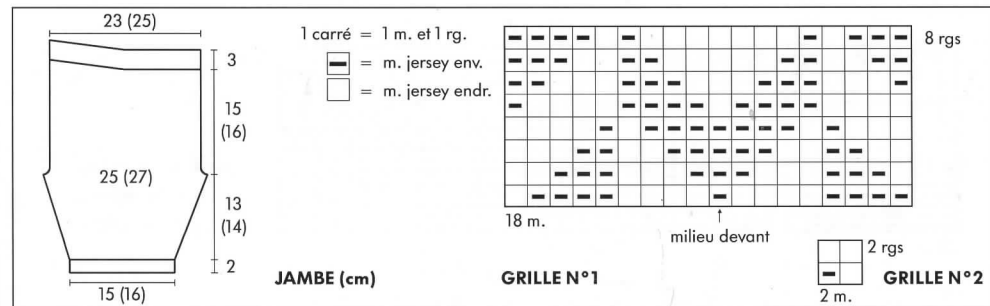 23 (25)
3
15
(16)
25 (27)
13
(14)
2
15 (16)
JAMBE (cm)
1 carré = 1 m. et 1 rg.
= m. jersey env.
= m. jersey endr.
8 rgs
18 m.
milieu devant
GRILLE N°1
2 rgs
2 m.
GRILLE N°2